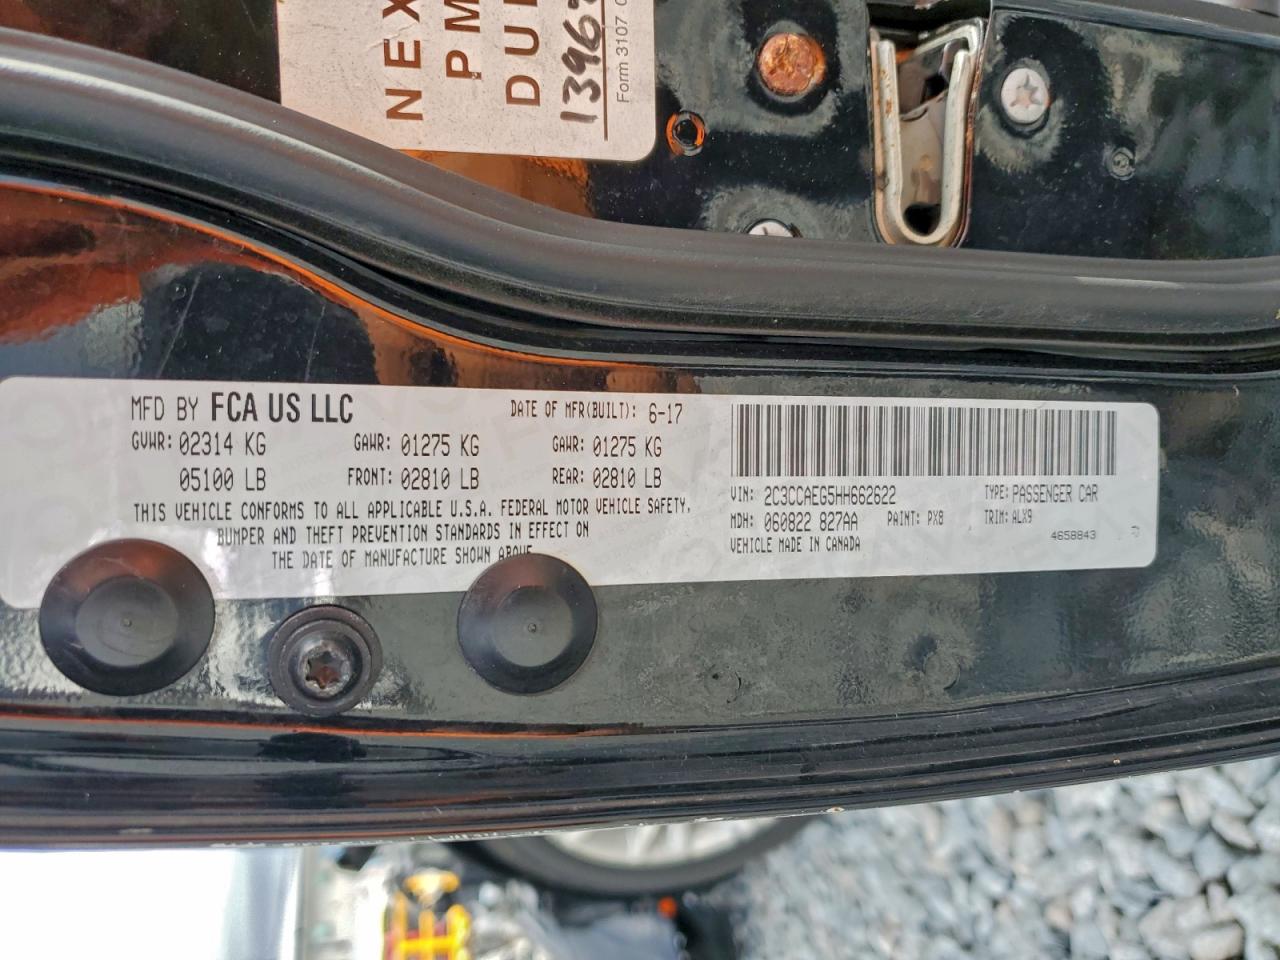 NEX
PM
DU
1396
Form 3107
MFD BY FCA US LLC
DATE OF MFR(BUILT): 6-17
GVWR: 02314 KG
GAWR: 01275 KG
GAWR: 01275 KG
05100 LB
FRONT: 02810 LB
REAR: 02810 LB
THIS VEHICLE CONFORMS TO ALL APPLICABLE U.S.A. FEDERAL MOTOR VEHICLE SAFETY,
BUMPER AND THEFT PREVENTION STANDARDS IN EFFECT ON
THE DATE OF MANUFACTURE SHOWN ABOVE
VIN: 2C3CCAEG5HH662622
TYPE: PASSENGER CAR
MDH: 060822 827AA
PAINT: PX8
TRIM: ALX9
VEHICLE MADE IN CANADA
4658843